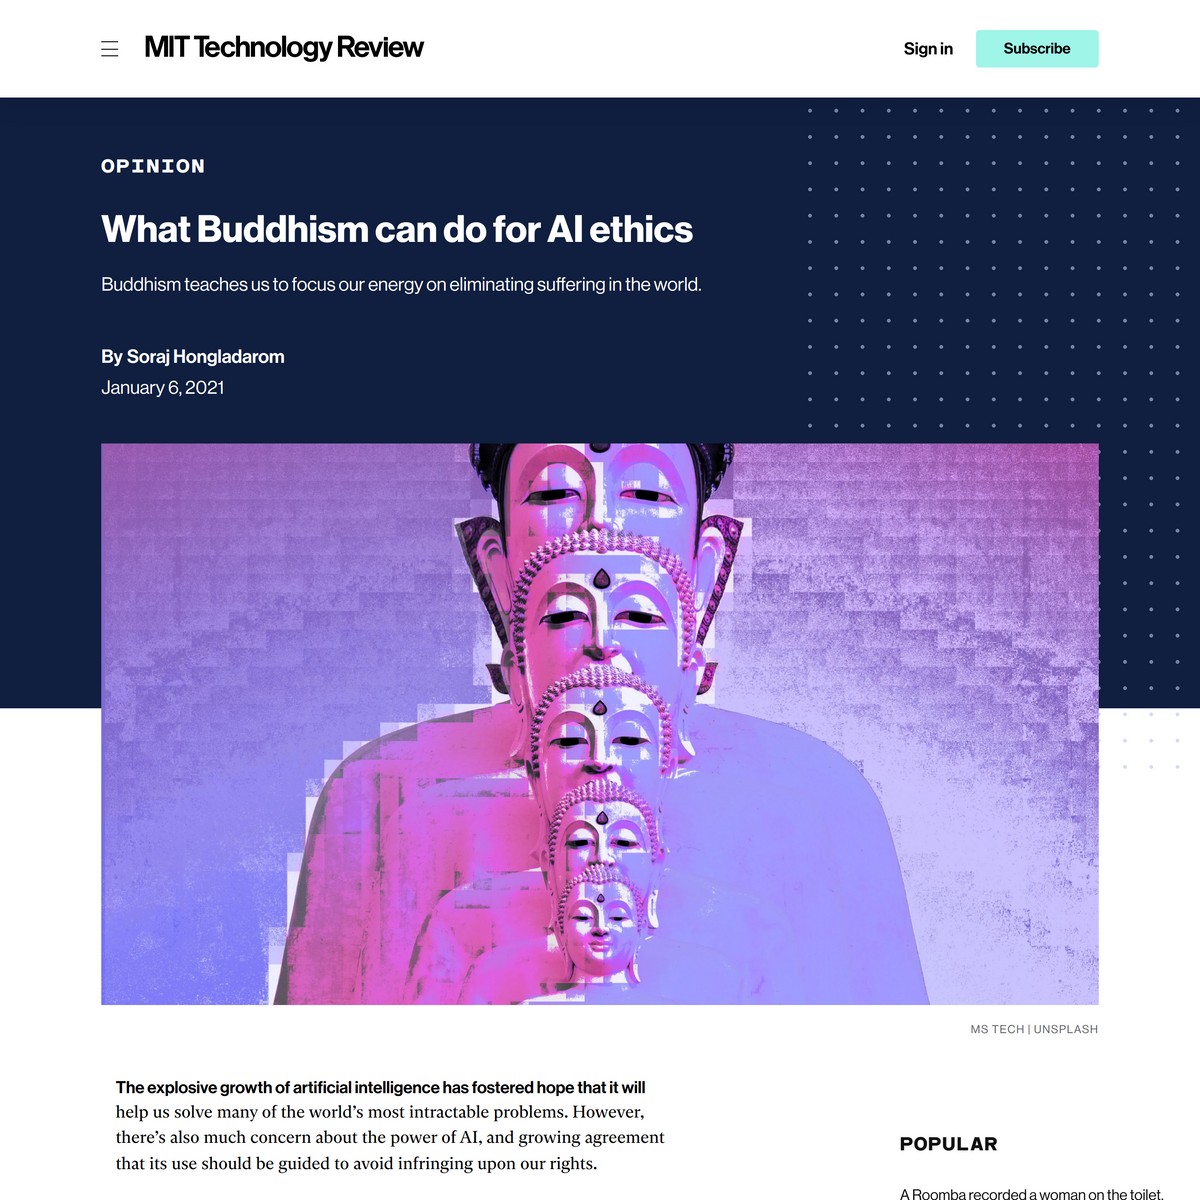 MIT Technology Review
Sign in
Subscribe
OPINION
What Buddhism can do for AI ethics
Buddhism teaches us to focus our energy on eliminating suffering in the world.
By Soraj Hongladarom
January 6, 2021
MS TECH | UNSPLASH
The explosive growth of artificial intelligence has fostered hope that it will
help us solve many of the world’s most intractable problems. However,
there’s also much concern about the power of AI, and growing agreement
that its use should be guided to avoid infringing upon our rights.
POPULAR
A Roomba recorded a woman on the toilet.